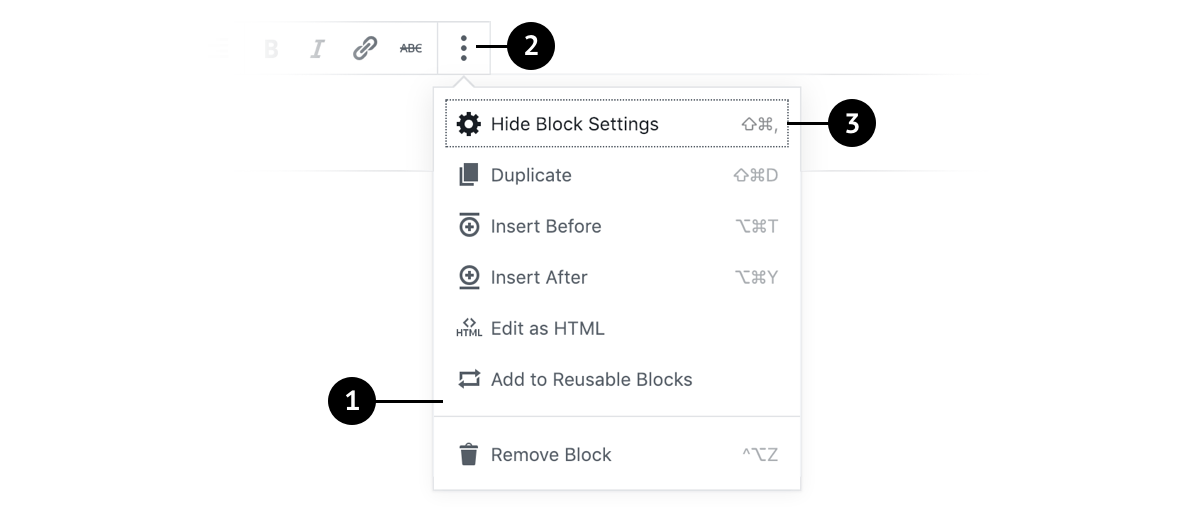 B I ABC
2
Hide Block Settings ⇧⌘,
3
Duplicate ⇧⌘D
Insert Before ⌥⌘T
Insert After ⌥⌘Y
HTML Edit as HTML
Add to Reusable Blocks
1
Remove Block ^⌥Z